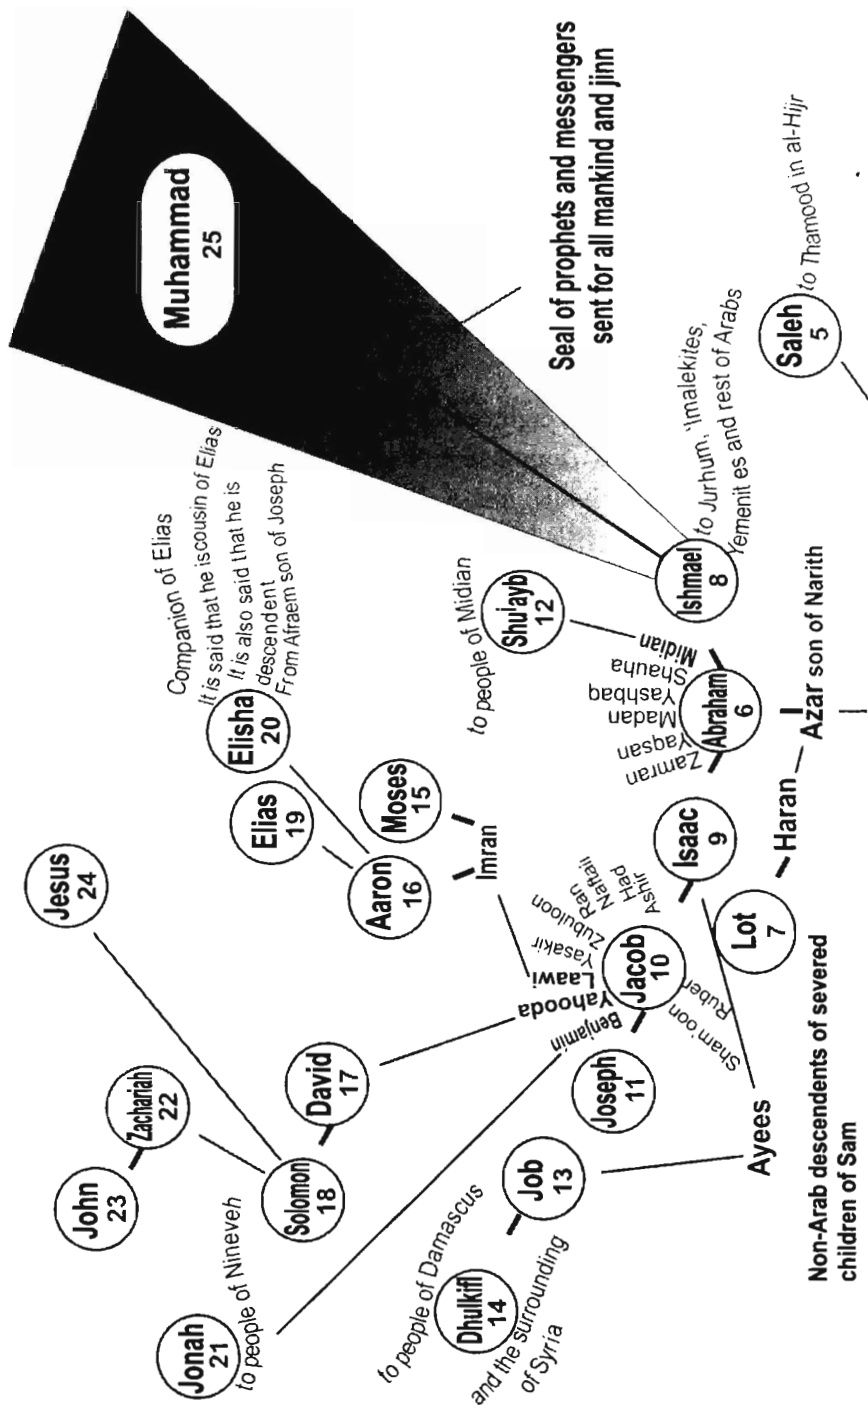 Muhammad
25
Seal of prophets and messengers
sent for all mankind and jinn
Saleh
5
to Thamood in al-Hijr
Companion of Elias
It is said that he iscousin of Elias
It is also said that he is
descendent
From Afraem son of Joseph
Elisha
20
Elias
19
to people of Midian
Shu'ayb
12
Ishmael
8
to Jurhum, 'Imalekites,
Yemenit es and rest of Arabs
Midian
Shauha
Yashbaq
Madan
Yaqsan
Zamran
Abraham
6
Azar son of Narith
Haran
Lot
7
Isaac
9
Moses
15
Imran
Aaron
16
Jesus
24
Ashir
Had
Naftaii
Ran
Zubuloon
Yasakir
Laawi
Yahooda
Benjamin
Jacob
10
Ruber
Sham'oon
Joseph
11
David
17
Solomon
18
Zachariah
22
John
23
Jonah
21
to people of Nineveh
Job
13
Ayees
Dhulkifl
14
to people of Damascus
and the surrounding
of Syria
Non-Arab descendents of severed
children of Sam